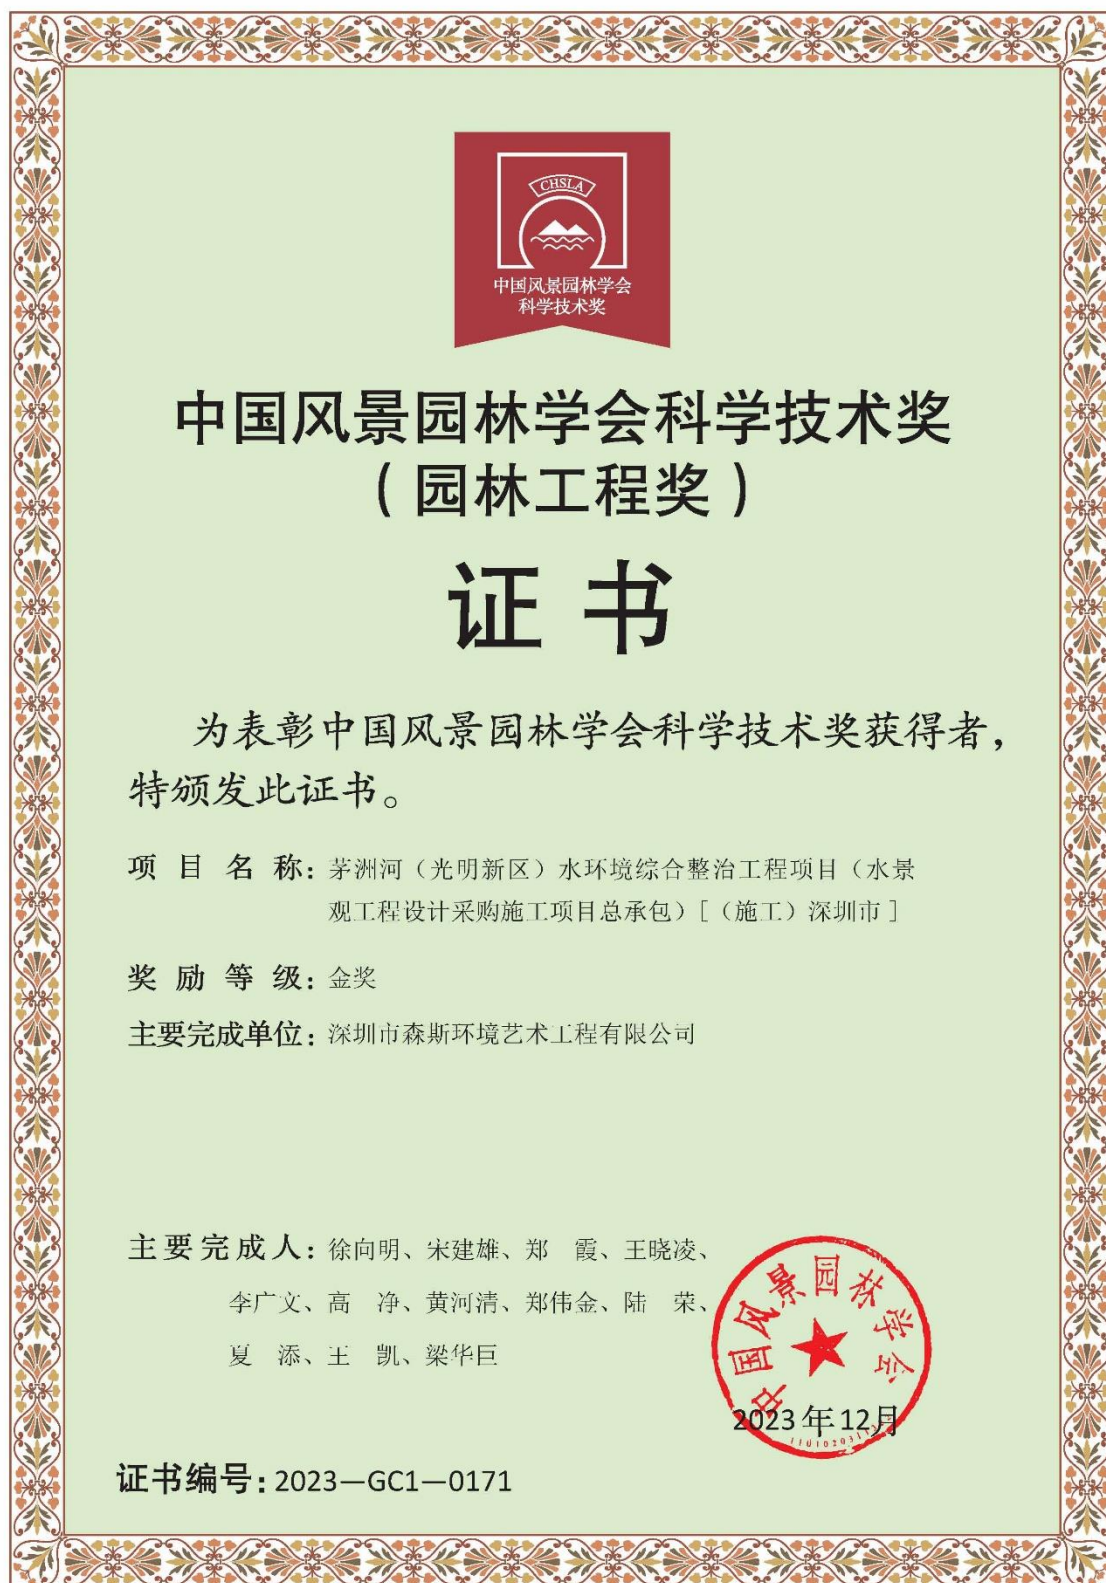 CHSLA
中国风景园林学会
科学技术奖
中国风景园林学会科学技术奖
（园林工程奖）
证书
为表彰中国风景园林学会科学技术奖获得者，
特颁发此证书。
项目名称：茅洲河（光明新区）水环境综合整治工程项目（水景
观工程设计采购施工项目总承包）[（施工）深圳市]
奖励等级：金奖
主要完成单位：深圳市森斯环境艺术工程有限公司
主要完成人：徐向明、宋建雄、郑 霞、王晓凌、
李广文、高 净、黄河清、郑伟金、陆 荣、
夏 添、王 凯、梁华巨
中国风景园林学会
2023年12月
证书编号：2023—GC1—0171